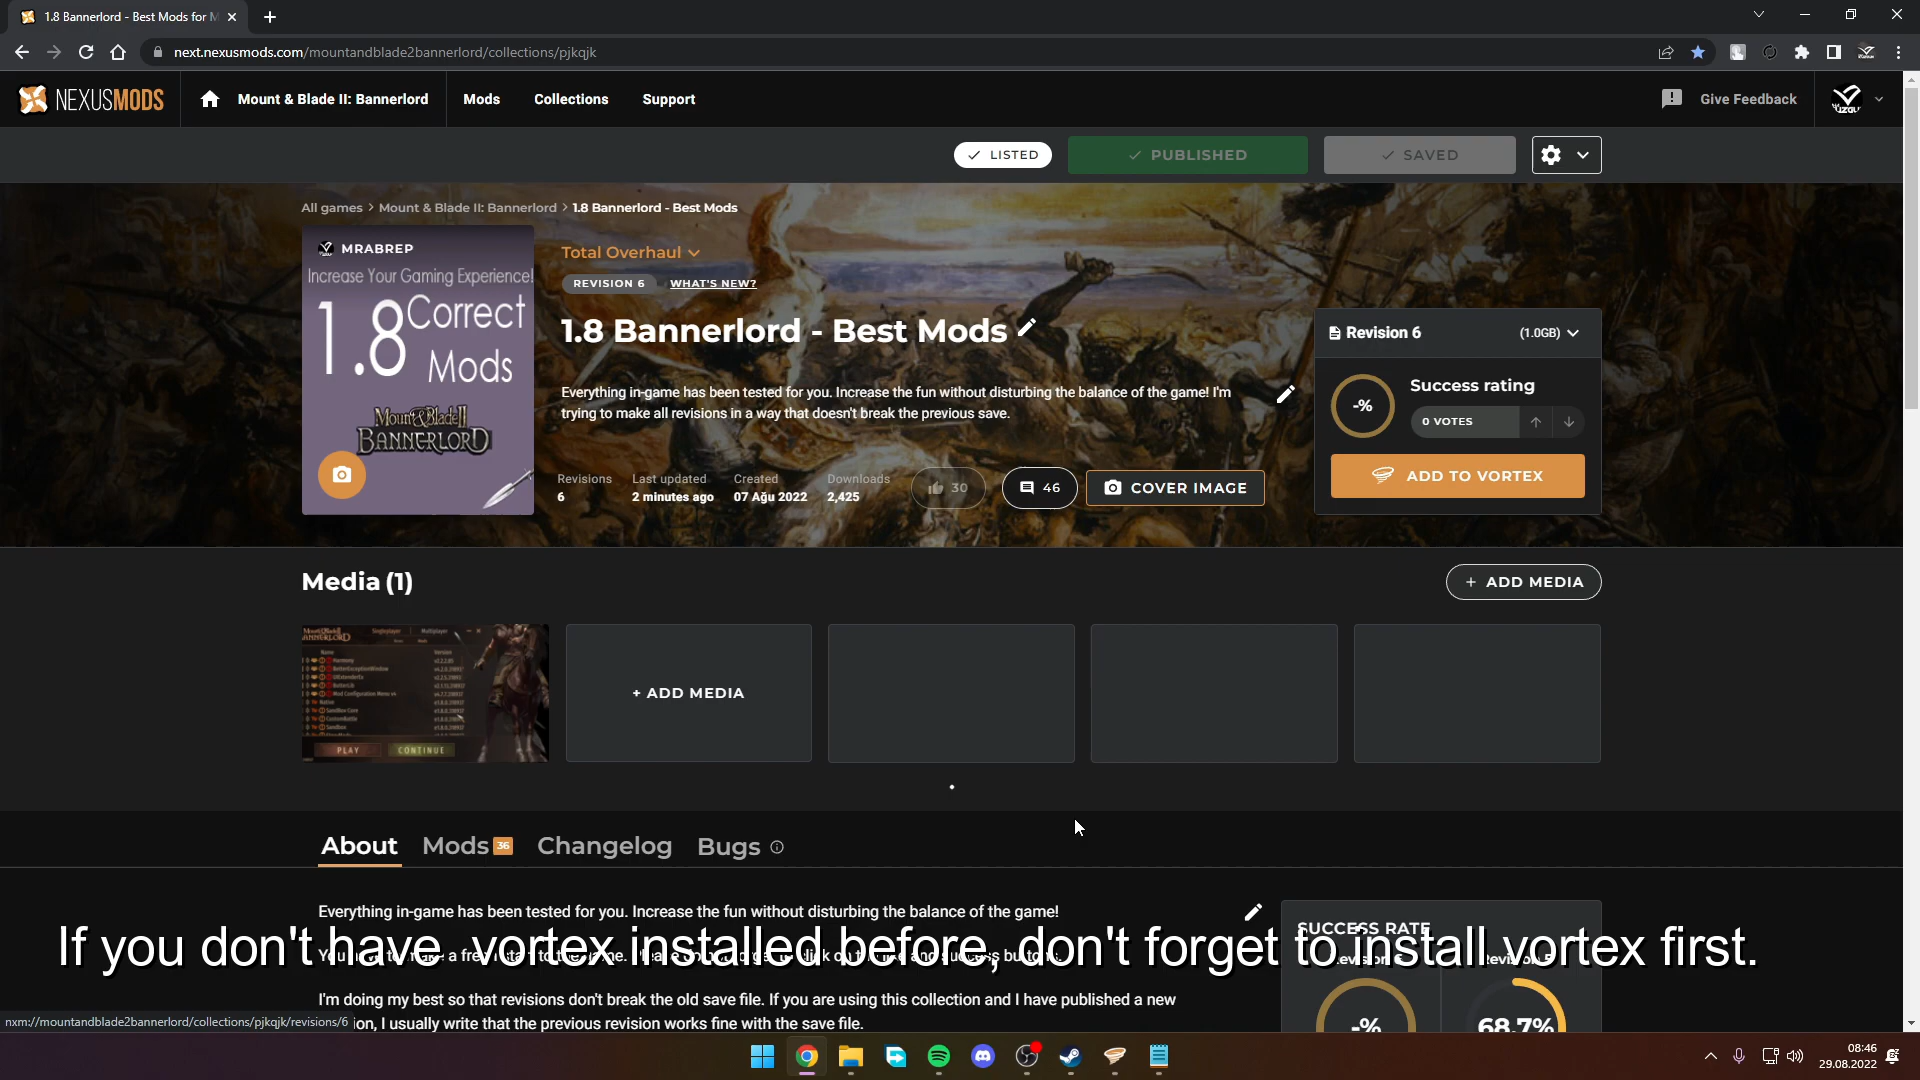 1.8 Bannerlord - Best Mods for M
next.nexusmods.com/mountandblade2bannerlord/collections/pjkqjk
NEXUSMODS
Mount & Blade II: Bannerlord
Mods
Collections
Support
Give Feedback
LISTED
PUBLISHED
SAVED
All games > Mount & Blade II: Bannerlord > 1.8 Bannerlord - Best Mods
MRABREP
Increase Your Gaming Experience!
1.8 Correct
Mods
Mount & Blade II
BANNERLORD
Total Overhaul
REVISION 6
WHAT'S NEW?
1.8 Bannerlord - Best Mods
Everything in-game has been tested for you. Increase the fun without disturbing the balance of the game! I'm
trying to make all revisions in a way that doesn't break the previous save.
Revisions
6
Last updated
2 minutes ago
Created
07 Ağu 2022
Downloads
2,425
30
46
COVER IMAGE
Revision 6
(1.0GB)
-%
Success rating
0 VOTES
ADD TO VORTEX
Media (1)
+ ADD MEDIA
Singleplayer
Multiplayer
Name
Version
Harmony
Native
SandBox Core
CustomBattle
Sandbox
PLAY
CONTINUE
+ ADD MEDIA
About
Mods 36
Changelog
Bugs
Everything in-game has been tested for you. Increase the fun without disturbing the balance of the game!
SUCCESS RATE
If you don't have vortex installed before, don't forget to install vortex first.
I'm doing my best so that revisions don't break the old save file. If you are using this collection and I have published a new
ion, I usually write that the previous revision works fine with the save file.
-%
68.7%
nxm://mountandblade2bannerlord/collections/pjkqjk/revisions/6
08:46
29.08.2022